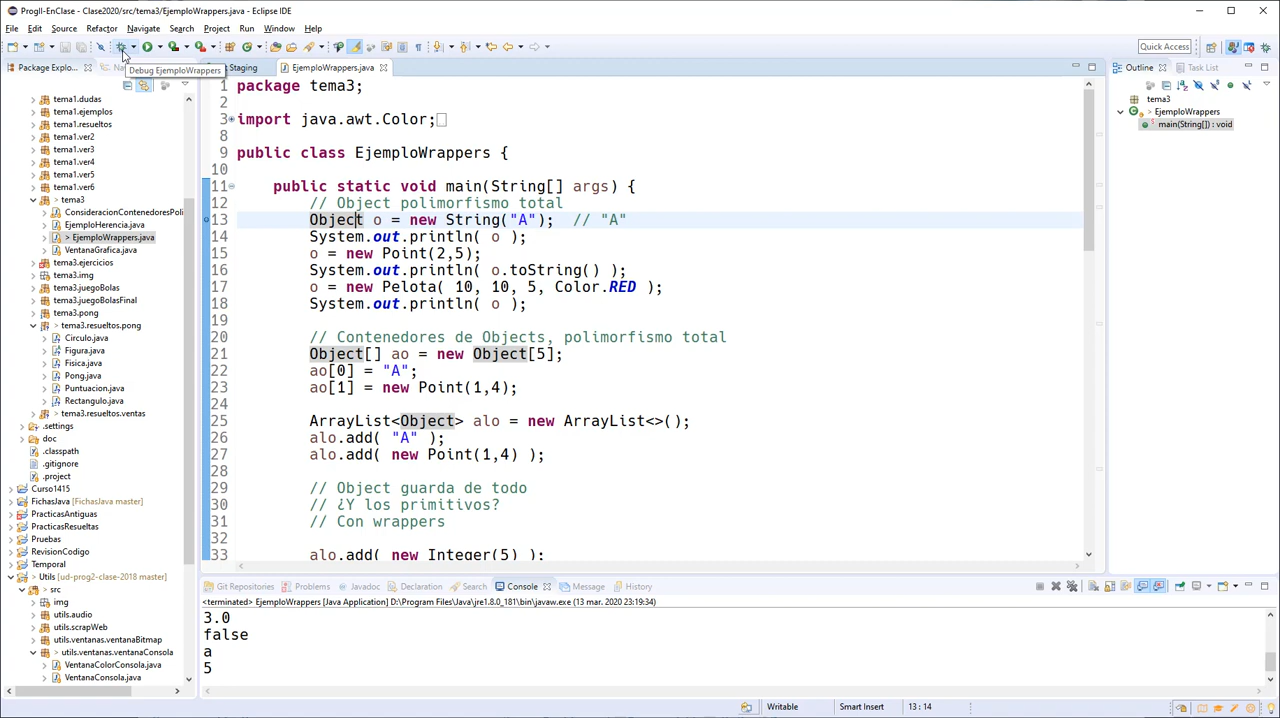 ProgII-EnClase - Clase2020/src/tema3/EjemploWrappers.java - Eclipse IDE
File Edit Source Refactor Navigate Search Project Run Window Help
Quick Access
Debug EjemploWrappers
Package Explo...
tema1.dudas
tema1.ejemplos
tema1.resueltos
tema1.ver2
tema1.ver3
tema1.ver4
tema1.ver5
tema1.ver6
tema3
ConsideracionContenedoresPoli
EjemploHerencia.java
> EjemploWrappers.java
VentanaGrafica.java
tema3.ejercicios
tema3.img
tema3.juegoBolas
tema3.juegoBolasFinal
tema3.pong
tema3.resueltos.pong
Circulo.java
Figura.java
Fisica.java
Pong.java
Puntuacion.java
Rectangulo.java
tema3.resueltos.ventas
.settings
doc
.classpath
.gitignore
.project
Curso1415
FichasJava [FichasJava master]
PracticasAntiguas
PracticasResueltas
Pruebas
RevisionCodigo
Temporal
Utils [ud-prog2-clase-2018 master]
src
img
utils.audio
utils.scrapWeb
utils.ventanas.ventanaBitmap
utils.ventanas.ventanaConsola
VentanaColorConsola.java
VentanaConsola.java
Staging
EjemploWrappers.java
1 package tema3;
2
3 import java.awt.Color;
8
9 public class EjemploWrappers {
10
11 public static void main(String[] args) {
12 // Object polimorfismo total
13 Object o = new String("A"); // "A"
14 System.out.println( o );
15 o = new Point(2,5);
16 System.out.println( o.toString() );
17 o = new Pelota( 10, 10, 5, Color.RED );
18 System.out.println( o );
19
20 // Contenedores de Objects, polimorfismo total
21 Object[] ao = new Object[5];
22 ao[0] = "A";
23 ao[1] = new Point(1,4);
24
25 ArrayList<Object> alo = new ArrayList<>();
26 alo.add( "A" );
27 alo.add( new Point(1,4) );
28
29 // Object guarda de todo
30 // ¿Y los primitivos?
31 // Con wrappers
33 alo.add( new Integer(5) );
Outline Task List
tema3
EjemploWrappers
main(String[]) : void
Git Repositories Problems Javadoc Declaration Search Console Message History
<terminated> EjemploWrappers [Java Application] D:\Program Files\Java\jre1.8.0_181\bin\javaw.exe (13 mar. 2020 23:19:34)
3.0
false
a
5
Writable Smart Insert 13 : 14